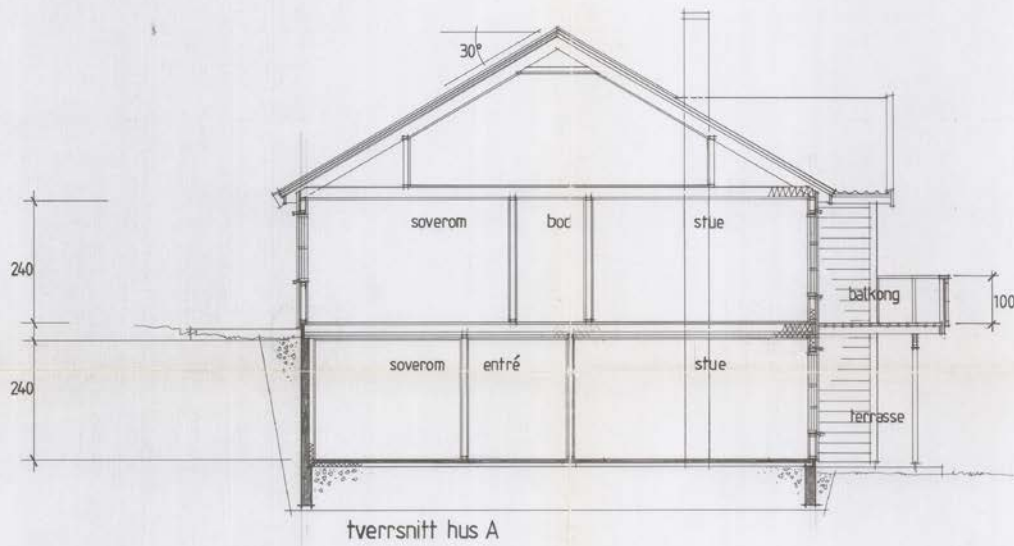 30°
soverom bod stue
240
balkong
100
soverom entré stue
240
terrasse
tverrsnitt hus A